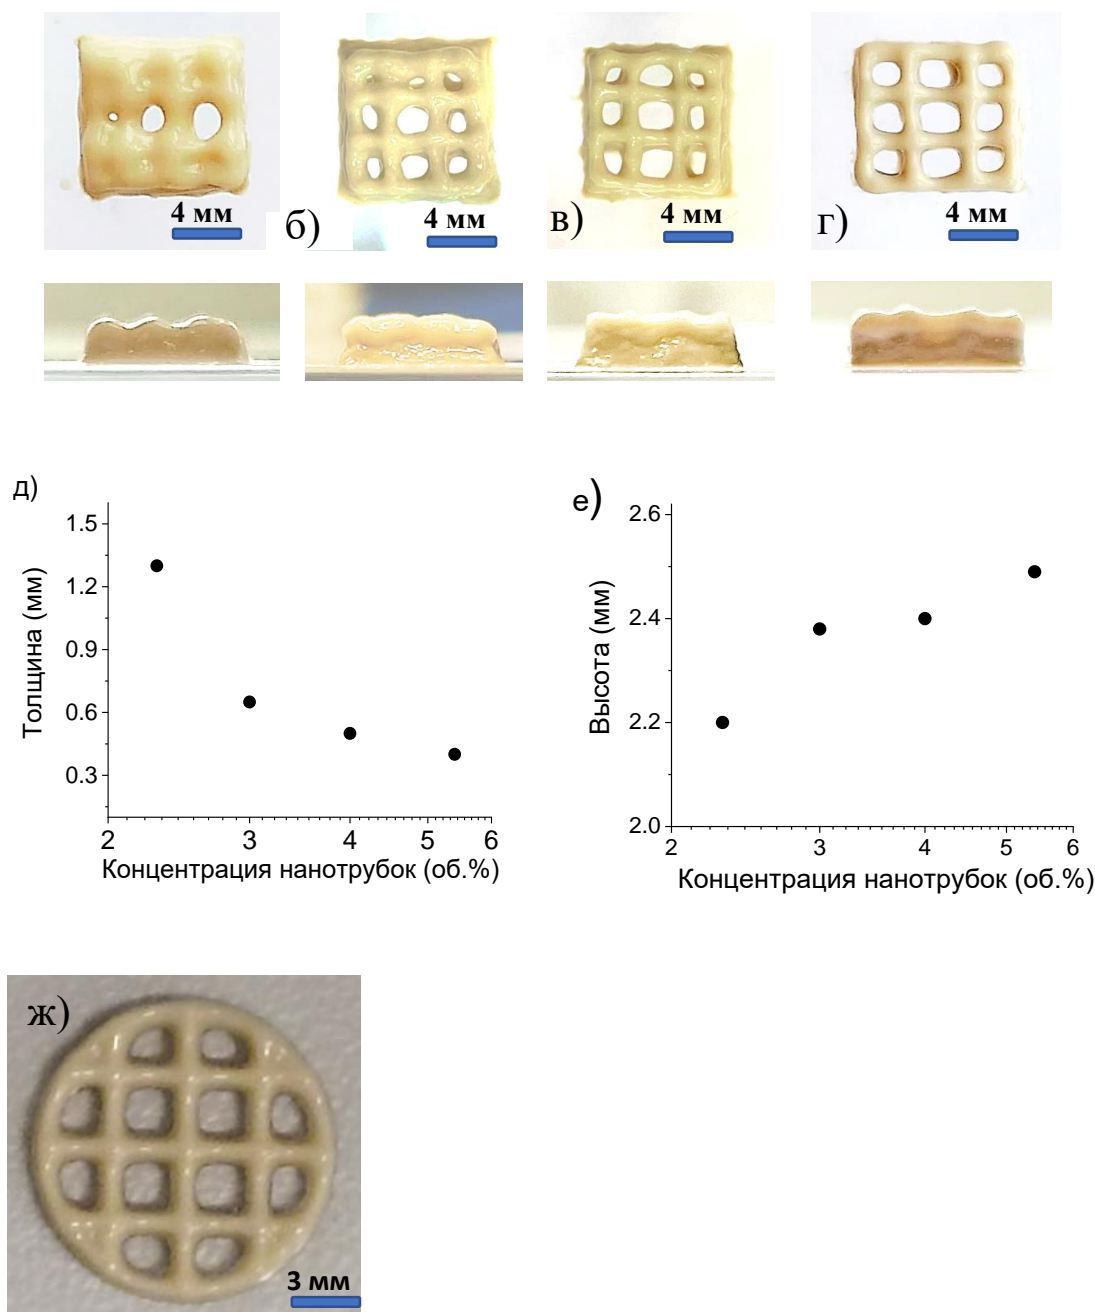 4 мм
б)
4 мм
в)
4 мм
г)
4 мм
д)
Толщина (мм)
1.5
1.2
0.9
0.6
0.3
2 3 4 5 6
Концентрация нанотрубок (об.%)
е)
Высота (мм)
2.6
2.4
2.2
2.0
2 3 4 5 6
Концентрация нанотрубок (об.%)
ж)
3 мм